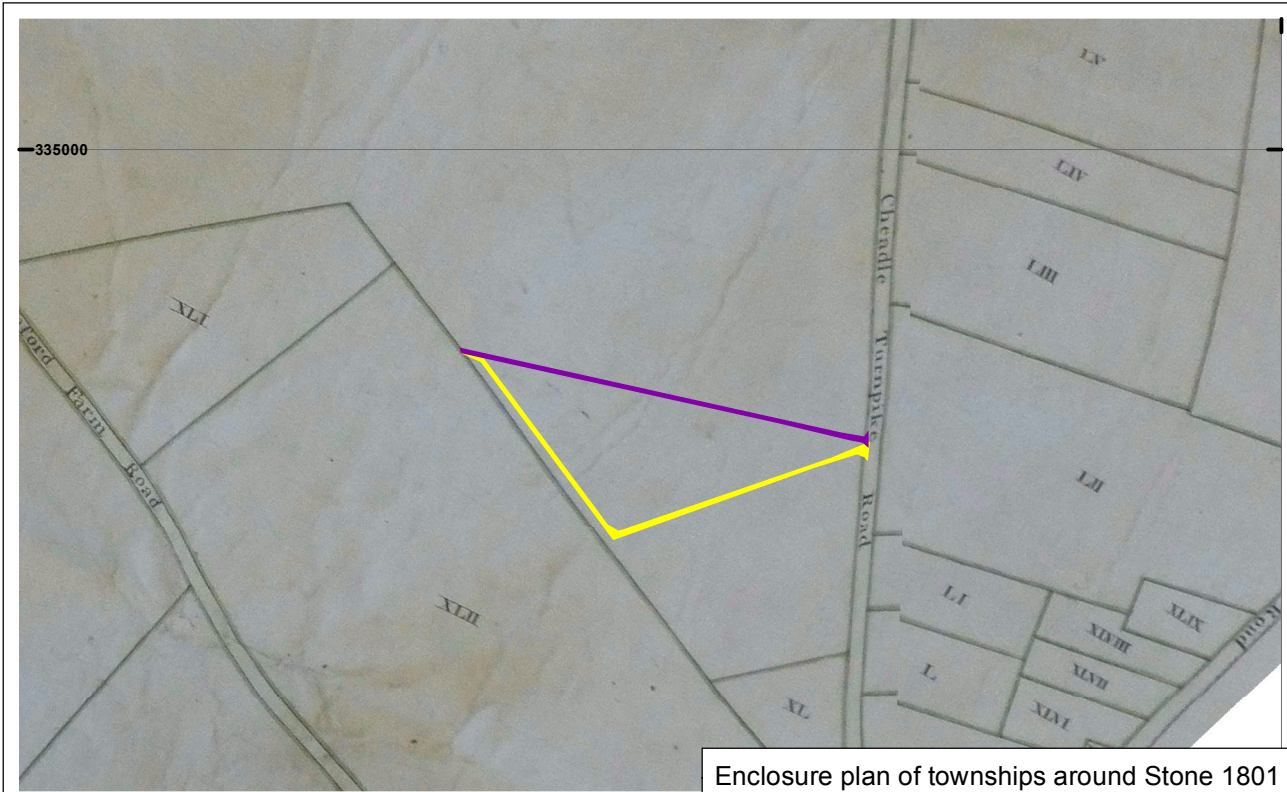 LV
335000
LIV
Cheadle Turnpike Road
LIII
XLI
Farm Road
LII
XLII
LI
XLIX
XLVIII
Road
L
XLVII
XL
XLVI
Enclosure plan of townships around Stone 1801